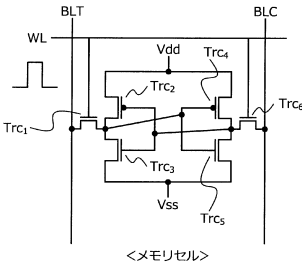 BLT
BLC
WL
Vdd
Trc2
Trc4
Trc1
Trc6
Trc3
Trc5
Vss
<メモリセル>